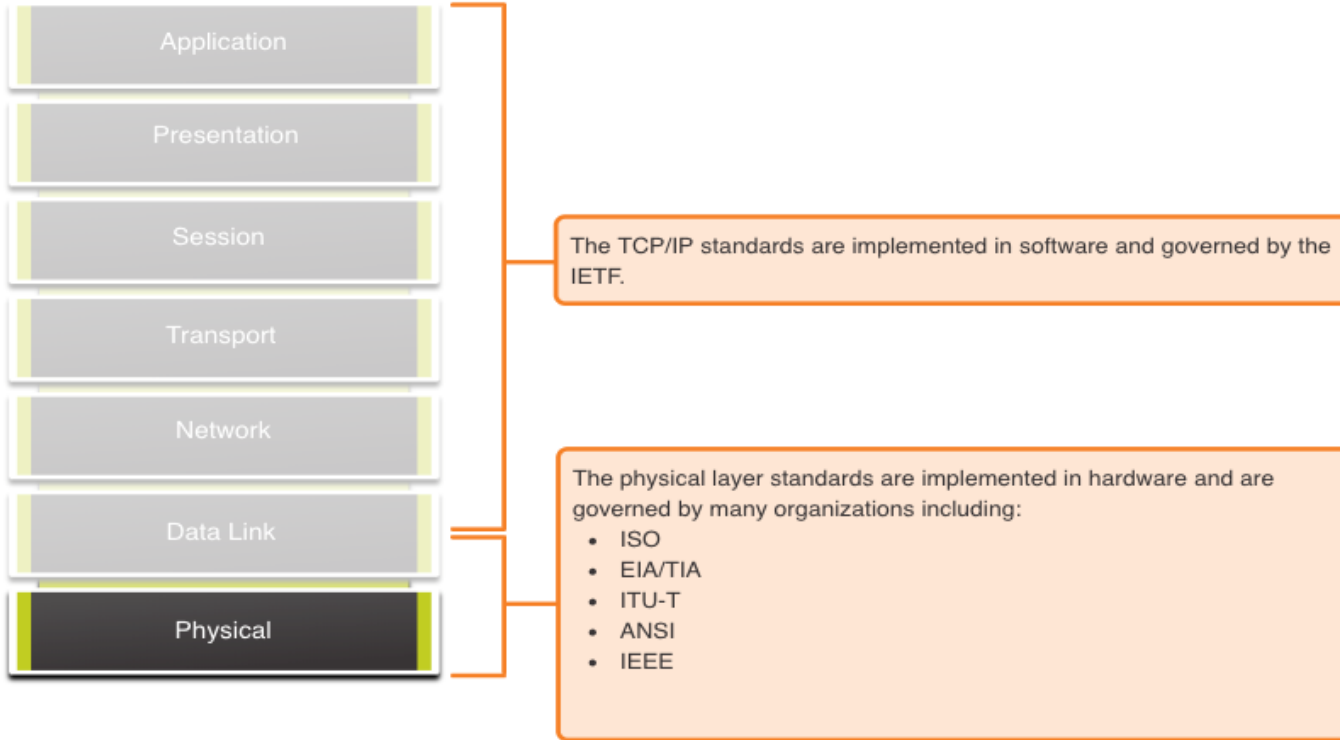 Application
Presentation
Session
Transport
Network
Data Link
Physical
The TCP/IP standards are implemented in software and governed by the
IETF.
The physical layer standards are implemented in hardware and are
governed by many organizations including:
• ISO
• EIA/TIA
• ITU-T
• ANSI
• IEEE